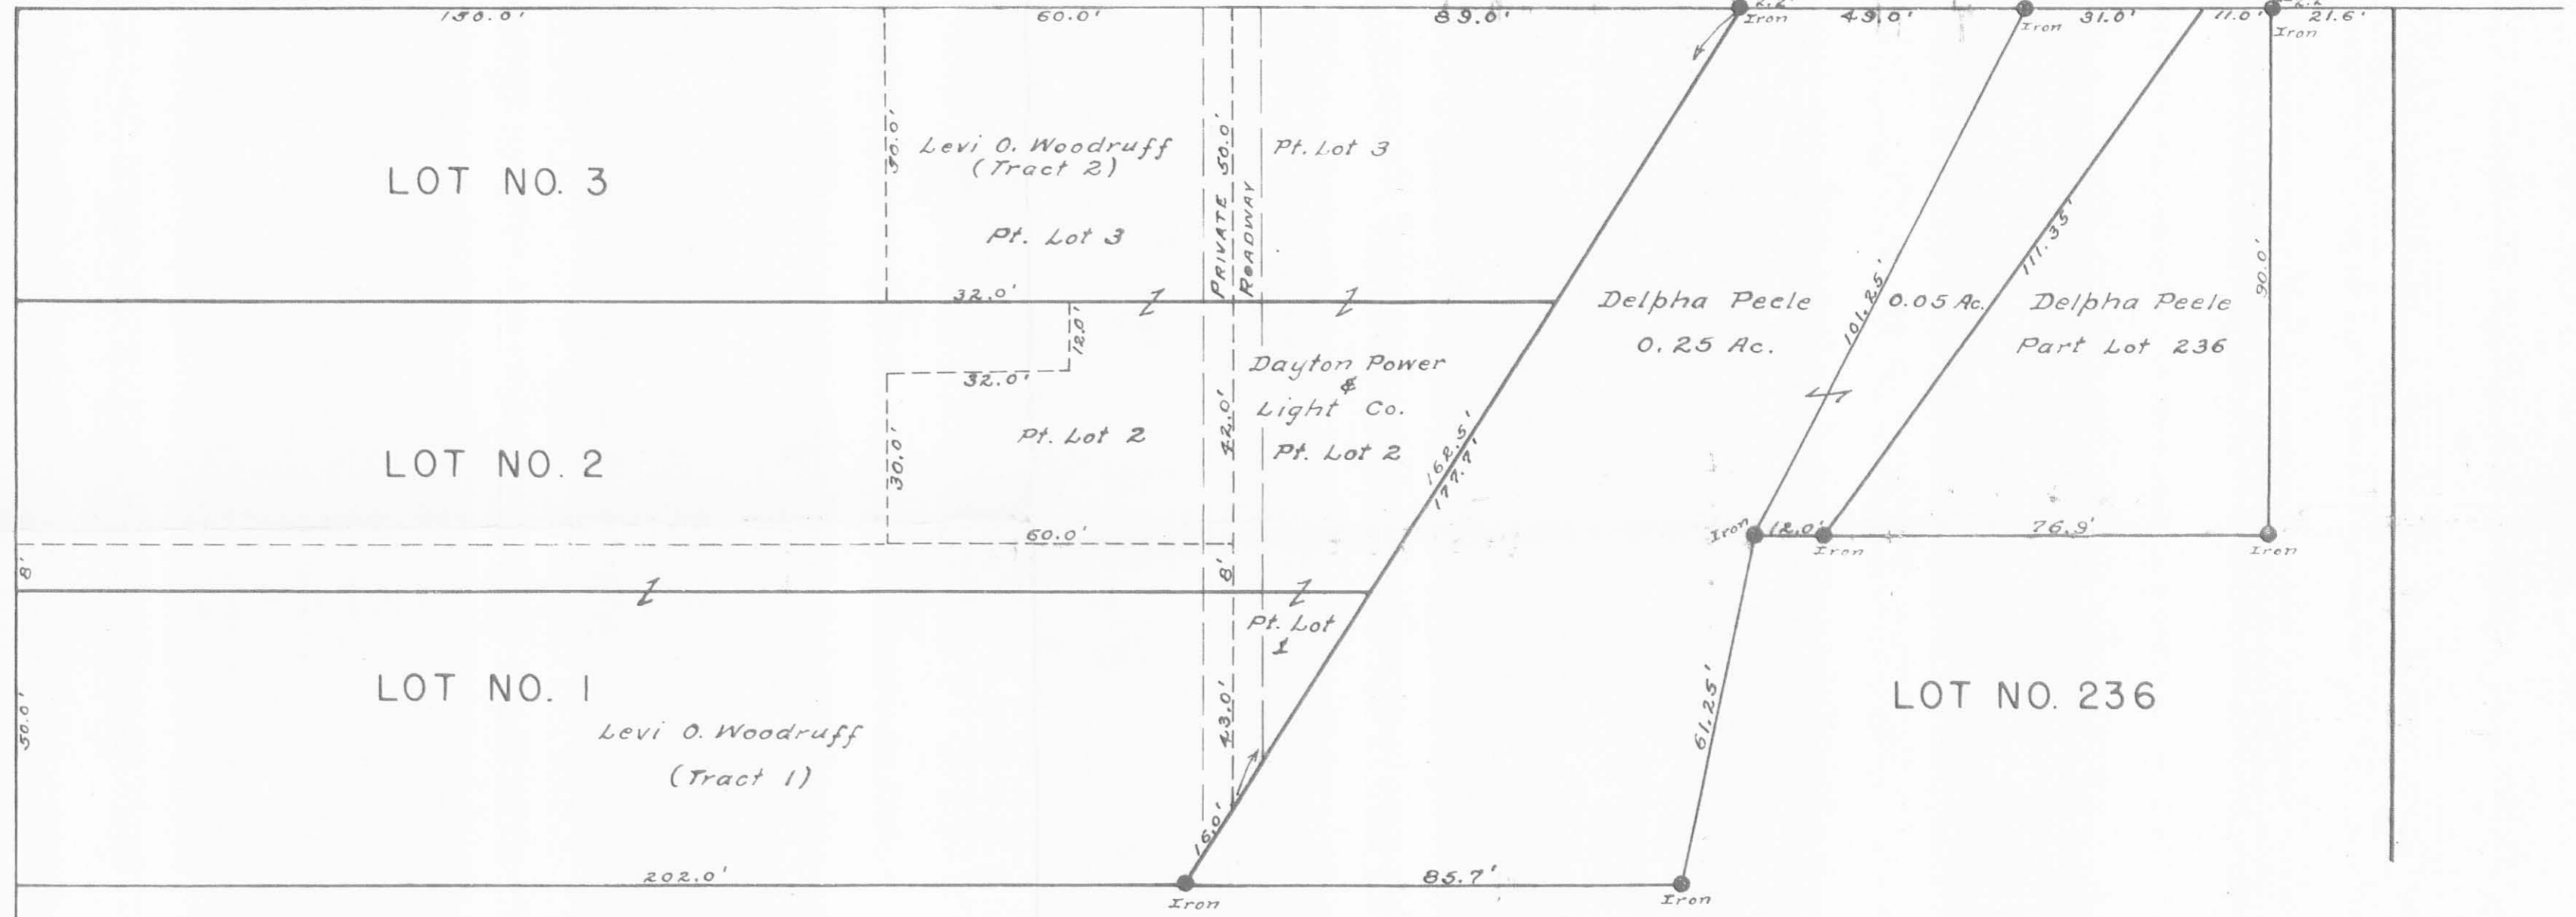 150.0' 60.0' 89.0' 49.0' 31.0' 11.0' 21.6'
Iron Iron Iron
50.0'
Levi O. Woodruff
(Tract 2)
Pt. Lot 3
LOT NO. 3
PRIVATE 50.0'
ROADWAY
Pt. Lot 3
32.0'
12.0'
32.0'
Delpha Peele
0.25 Ac.
101.25'
0.05 Ac.
111.35'
Delpha Peele
Part Lot 236
90.0'
Dayton Power
&
Light Co.
Pt. Lot 2
42.0'
Pt. Lot 2
30.0'
LOT NO. 2
162.5'
177.7'
60.0'
Iron 12.0' Iron 76.9' Iron
8' 8'
Pt. Lot
1
LOT NO. 1
50.0'
Levi O. Woodruff
(Tract 1)
43.0'
16.0'
61.25'
LOT NO. 236
202.0' 85.7'
Iron Iron